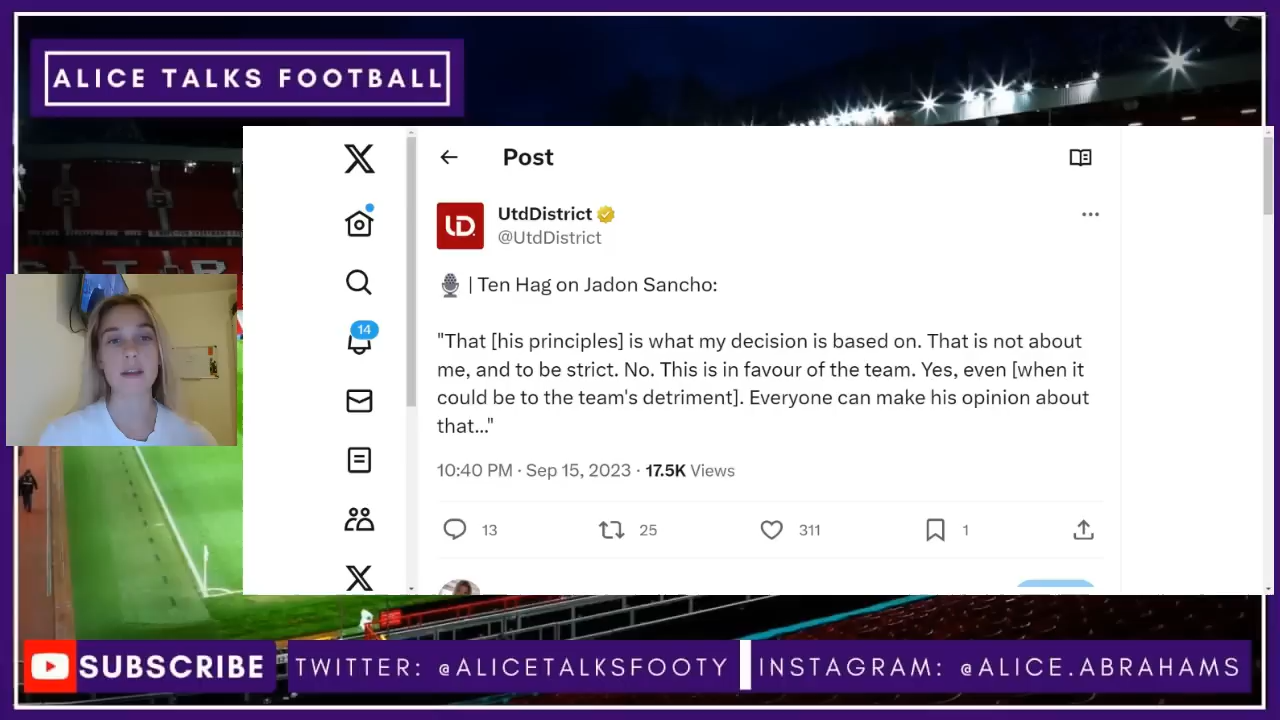 ALICE TALKS FOOTBALL
Post
UtdDistrict
@UtdDistrict
| Ten Hag on Jadon Sancho:
"That [his principles] is what my decision is based on. That is not about
me, and to be strict. No. This is in favour of the team. Yes, even [when it
could be to the team's detriment]. Everyone can make his opinion about
that..."
10:40 PM · Sep 15, 2023 · 17.5K Views
13 25 311 1
14
SUBSCRIBE TWITTER: @ALICETALKSFOOTY INSTAGRAM: @ALICE.ABRAHAMS